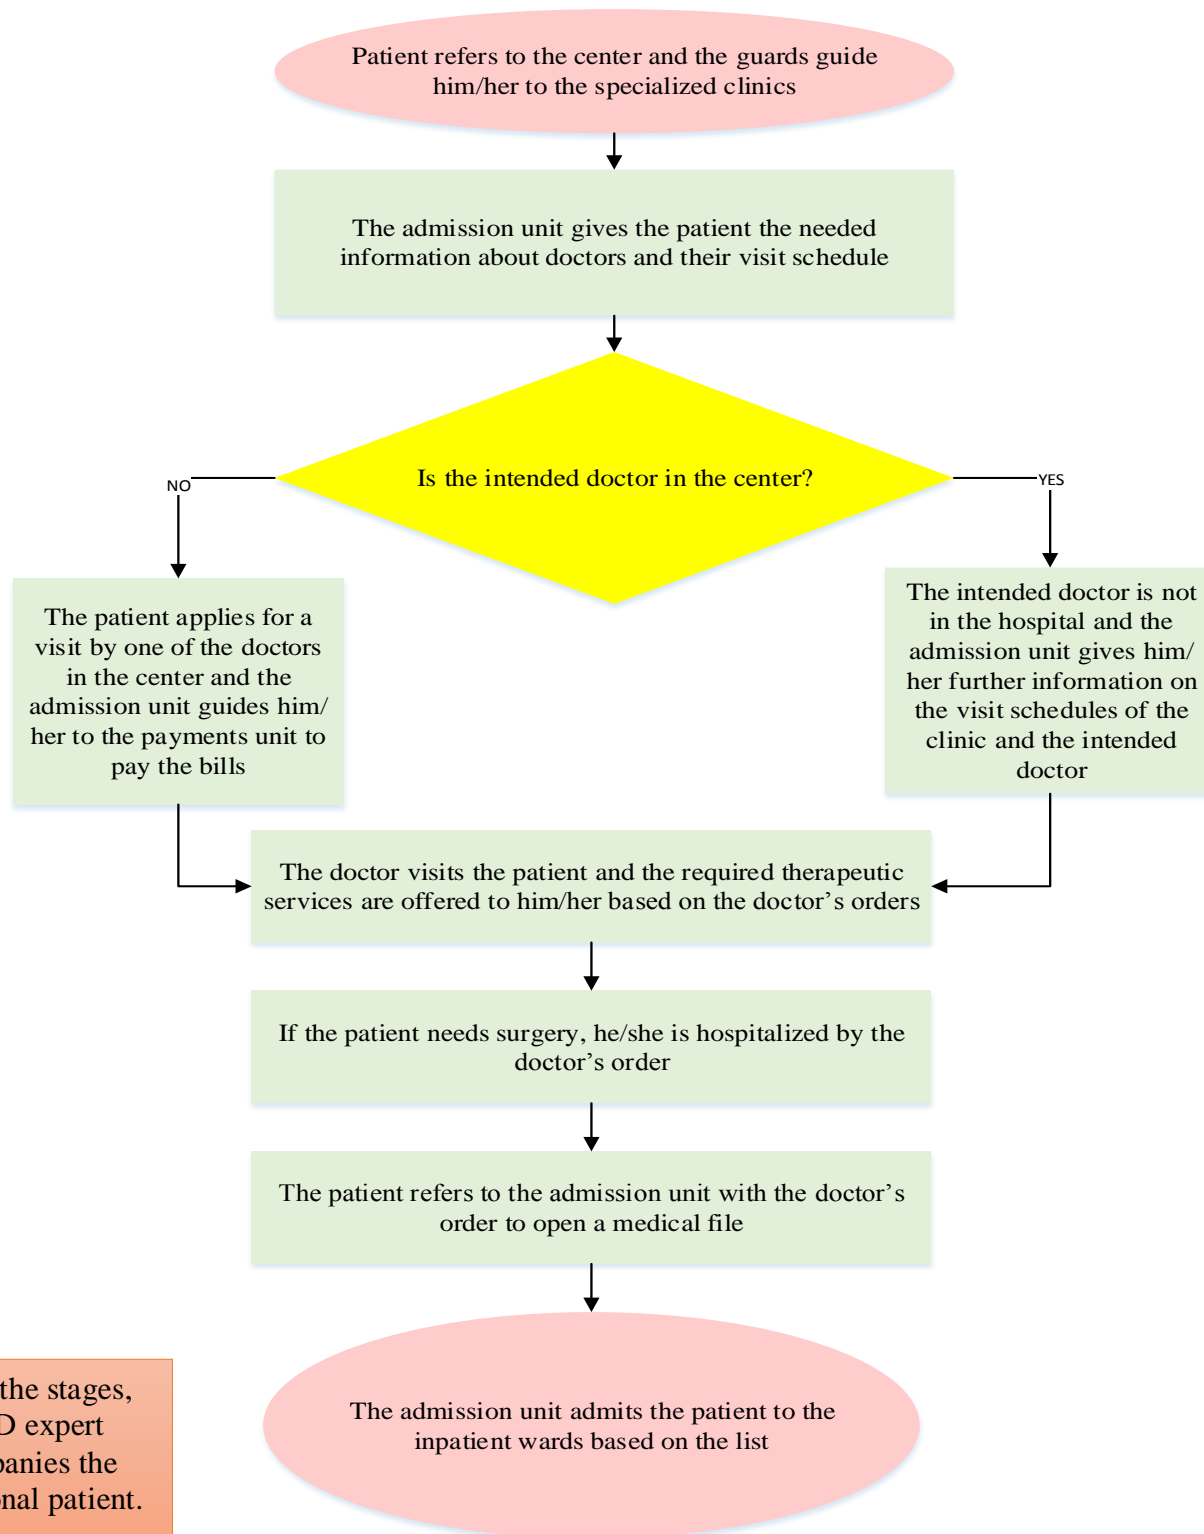 Patient refers to the center and the guards guide
him/her to the specialized clinics
The admission unit gives the patient the needed
information about doctors and their visit schedule
Is the intended doctor in the center?
NO
YES
The patient applies for a
visit by one of the doctors
in the center and the
admission unit guides him/
her to the payments unit to
pay the bills
The intended doctor is not
in the hospital and the
admission unit gives him/
her further information on
the visit schedules of the
clinic and the intended
doctor
The doctor visits the patient and the required therapeutic
services are offered to him/her based on the doctor’s orders
If the patient needs surgery, he/she is hospitalized by the
doctor’s order
The patient refers to the admission unit with the doctor’s
order to open a medical file
The admission unit admits the patient to the
inpatient wards based on the list
the stages,
expert
the
patient.